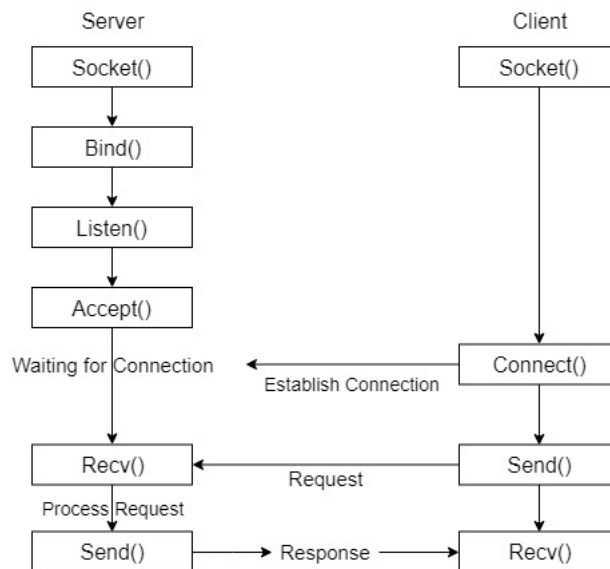 Server
Client
Socket()
Socket()
Bind()
Listen()
Accept()
Waiting for Connection
Establish Connection
Connect()
Recv()
Request
Send()
Process Request
Send()
Response
Recv()